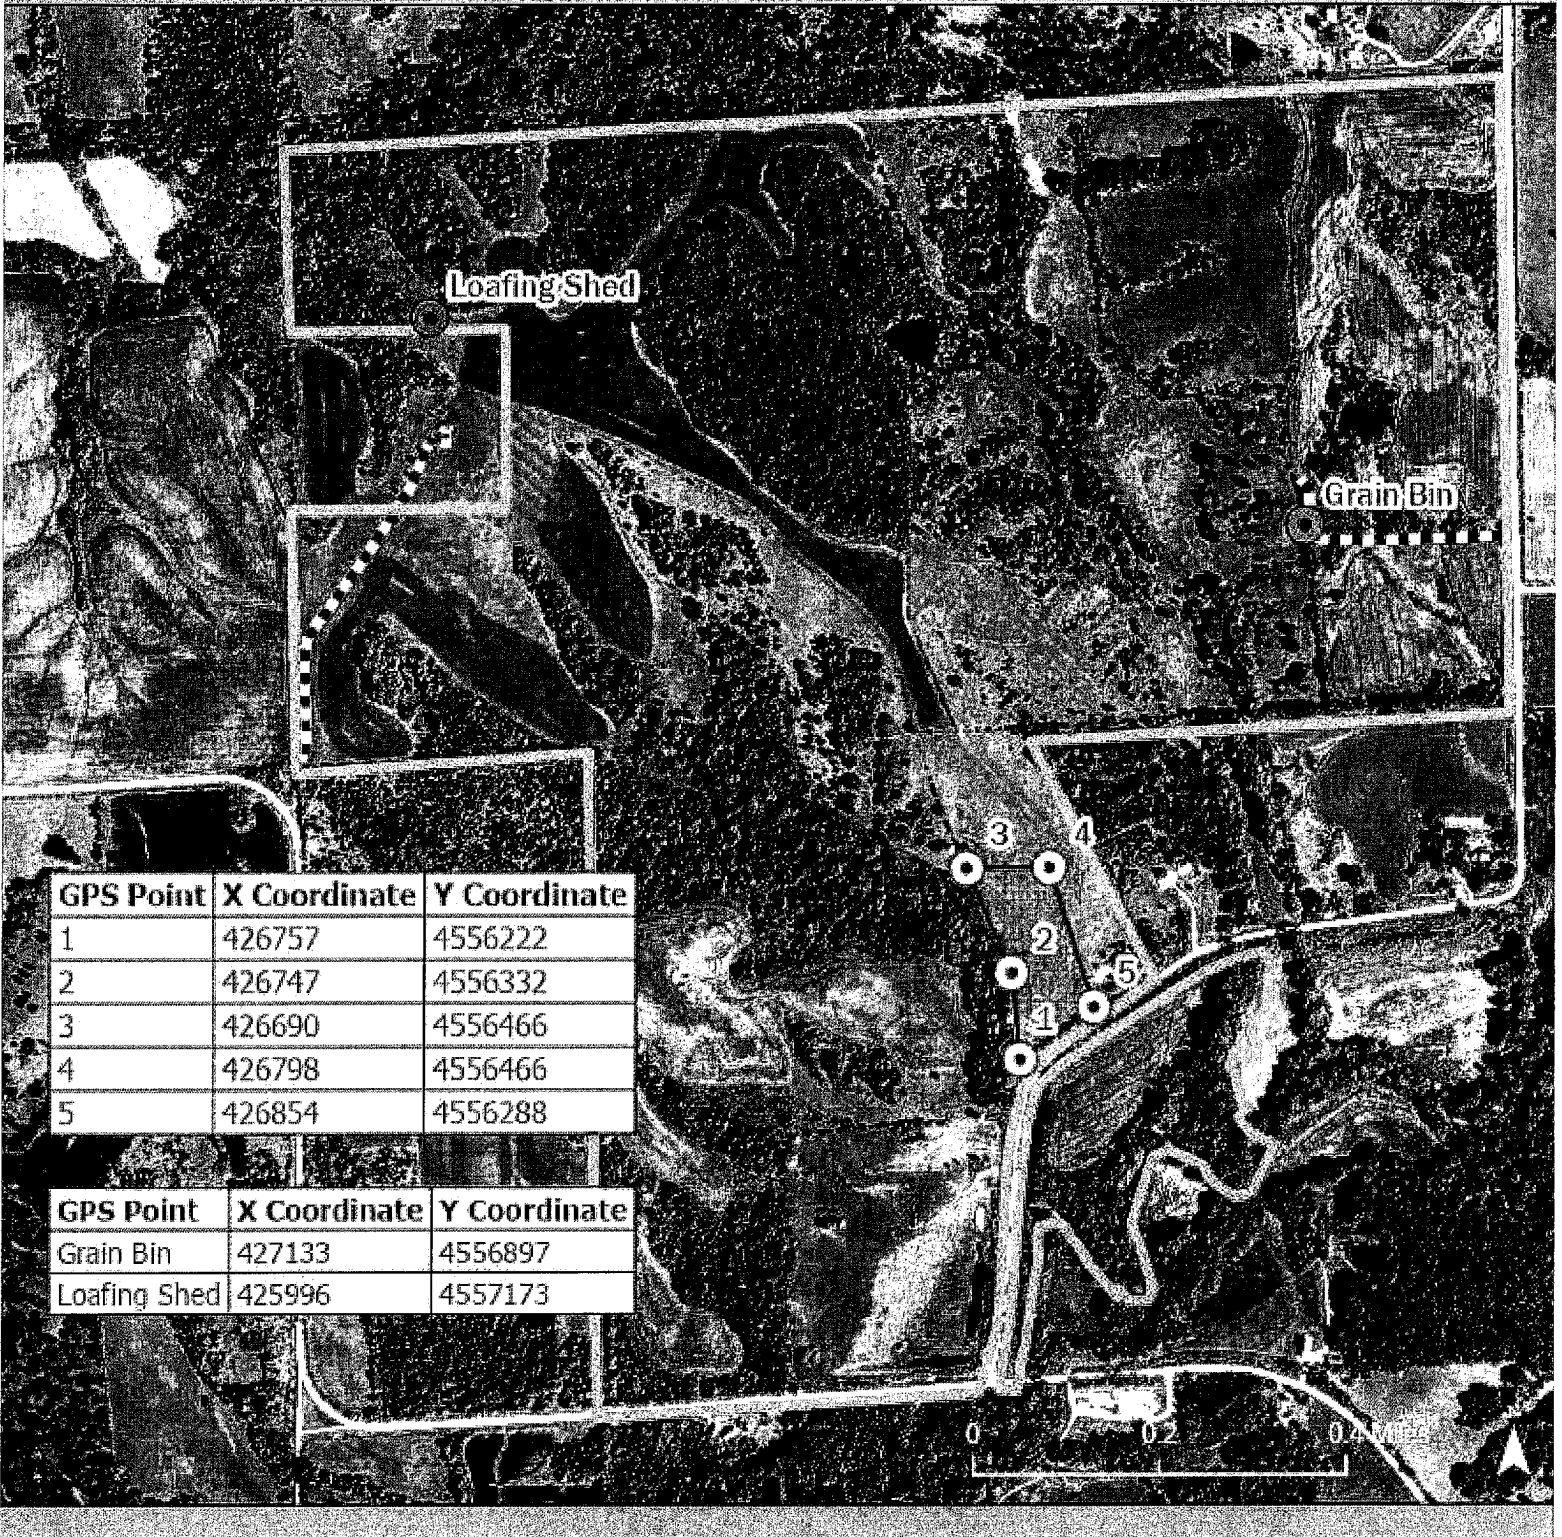 Loafing Shed
Grain Bin
3 4
2
5
1
GPS Point X Coordinate Y Coordinate
1 426757 4556222
2 426747 4556332
3 426690 4556466
4 426798 4556466
5 426854 4556288
GPS Point X Coordinate Y Coordinate
Grain Bin 427133 4556897
Loafing Shed 425996 4557173
0 0.2 0.4 Miles